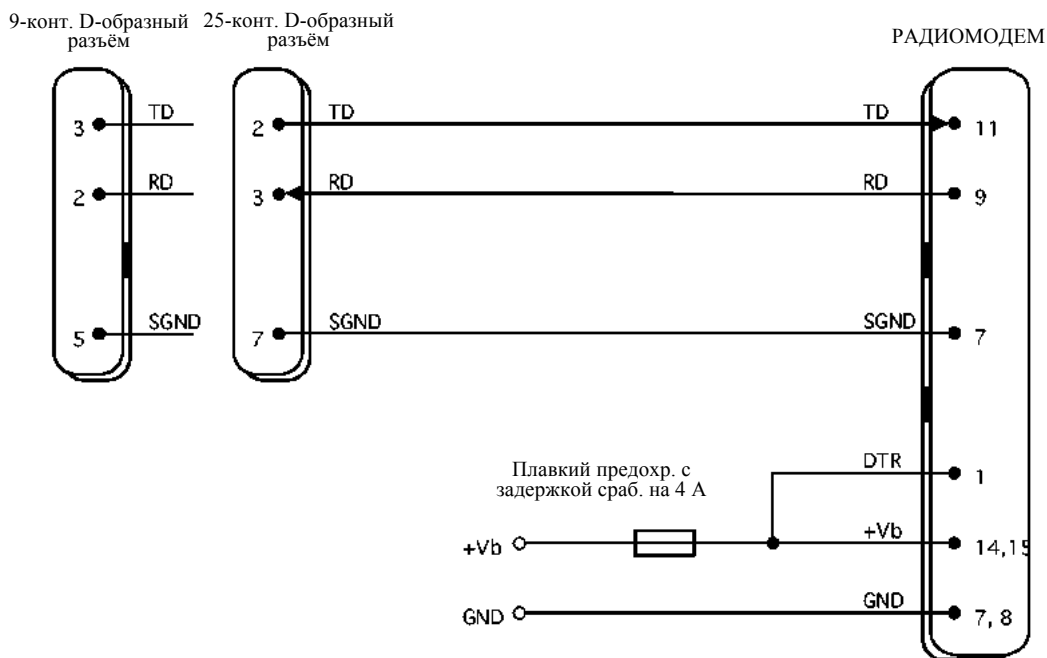 9-конт. D-образный
разъём
25-конт. D-образный
разъём
РАДИОМОДЕМ
3
TD
2
TD
TD
11
2
RD
3
RD
RD
9
5
SGND
7
SGND
SGND
7
Плавкий предохр. с
задержкой сраб. на 4 А
DTR
1
+Vb
+Vb
14,15
GND
GND
7, 8